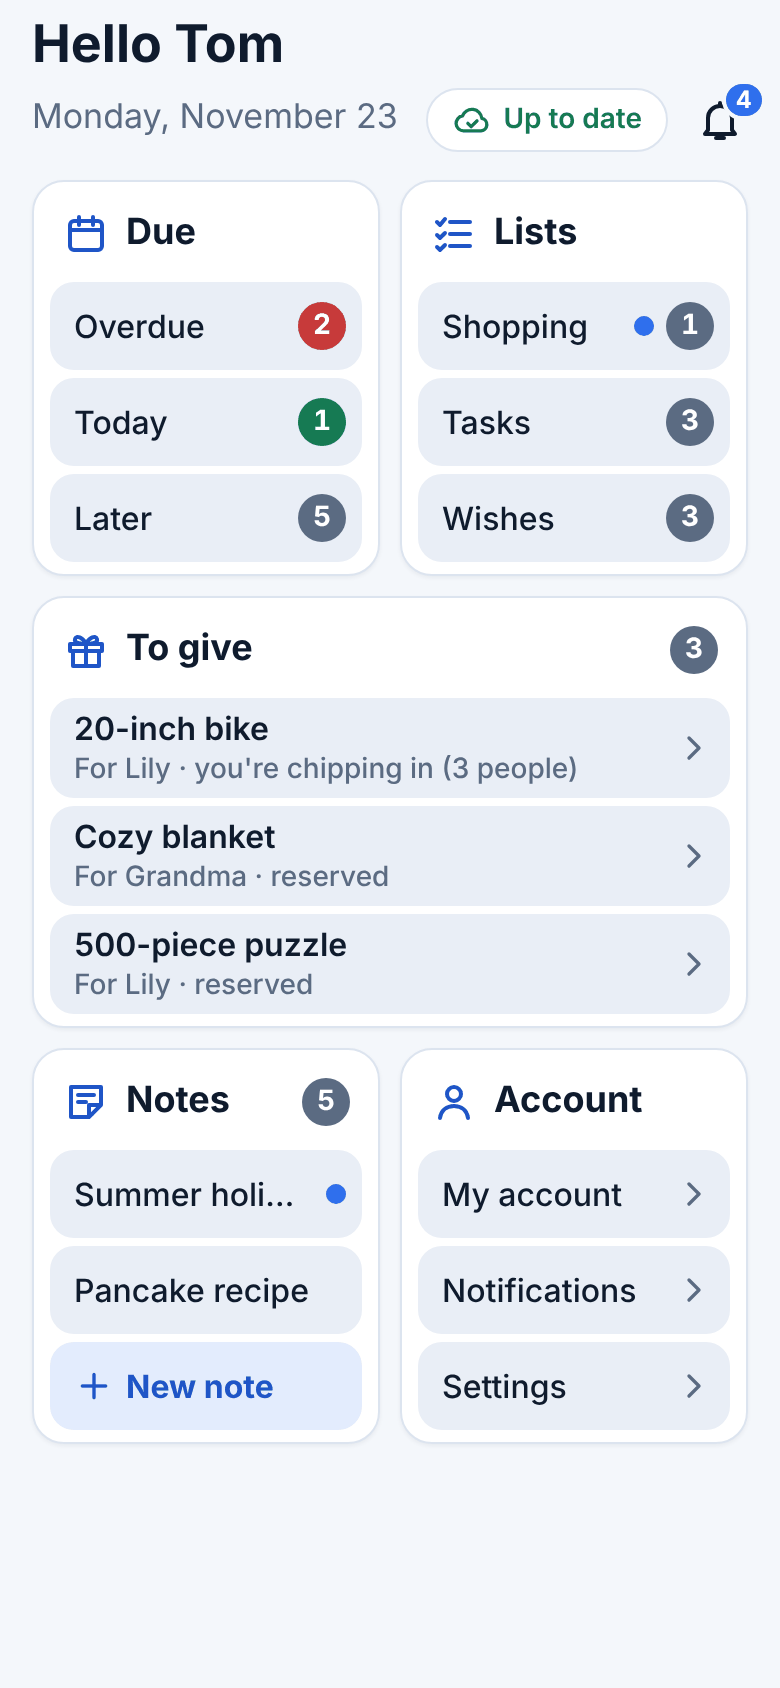 Hello Tom
Monday, November 23
Up to date
4
Due
Overdue 2
Today 1
Later 5
Lists
Shopping 1
Tasks 3
Wishes 3
To give 3
20-inch bike
For Lily · you're chipping in (3 people)
Cozy blanket
For Grandma · reserved
500-piece puzzle
For Lily · reserved
Notes 5
Summer holi...
Pancake recipe
New note
Account
My account
Notifications
Settings